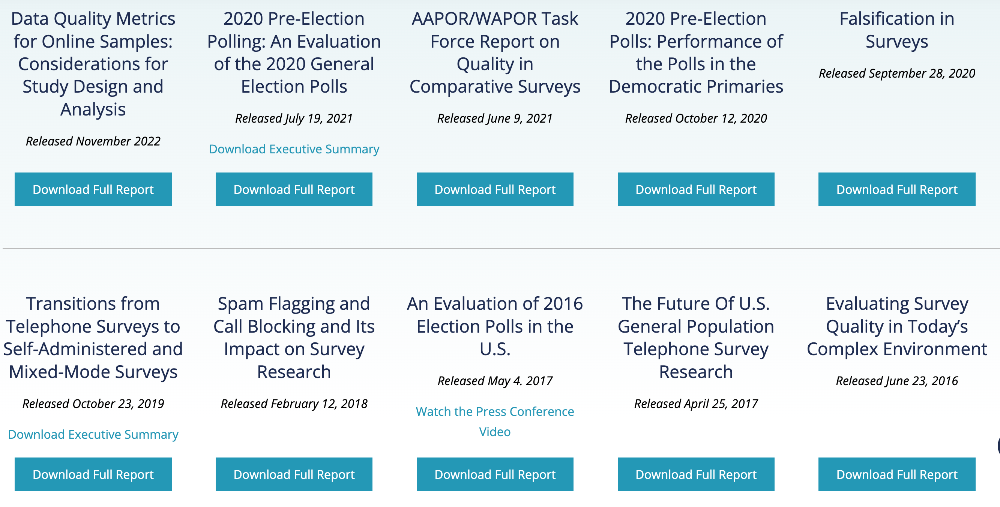 Data Quality Metrics
for Online Samples:
Considerations for
Study Design and
Analysis
Released November 2022
Download Full Report
2020 Pre-Election
Polling: An Evaluation
of the 2020 General
Election Polls
Released July 19, 2021
Download Executive Summary
Download Full Report
AAPOR/WAPOR Task
Force Report on
Quality in
Comparative Surveys
Released June 9, 2021
Download Full Report
2020 Pre-Election
Polls: Performance of
the Polls in the
Democratic Primaries
Released October 12, 2020
Download Full Report
Falsification in
Surveys
Released September 28, 2020
Download Full Report
Transitions from
Telephone Surveys to
Self-Administered and
Mixed-Mode Surveys
Released October 23, 2019
Download Executive Summary
Download Full Report
Spam Flagging and
Call Blocking and Its
Impact on Survey
Research
Released February 12, 2018
Download Full Report
An Evaluation of 2016
Election Polls in the
U.S.
Released May 4. 2017
Watch the Press Conference
Video
Download Full Report
The Future Of U.S.
General Population
Telephone Survey
Research
Released April 25, 2017
Download Full Report
Evaluating Survey
Quality in Today’s
Complex Environment
Released June 23, 2016
Download Full Report